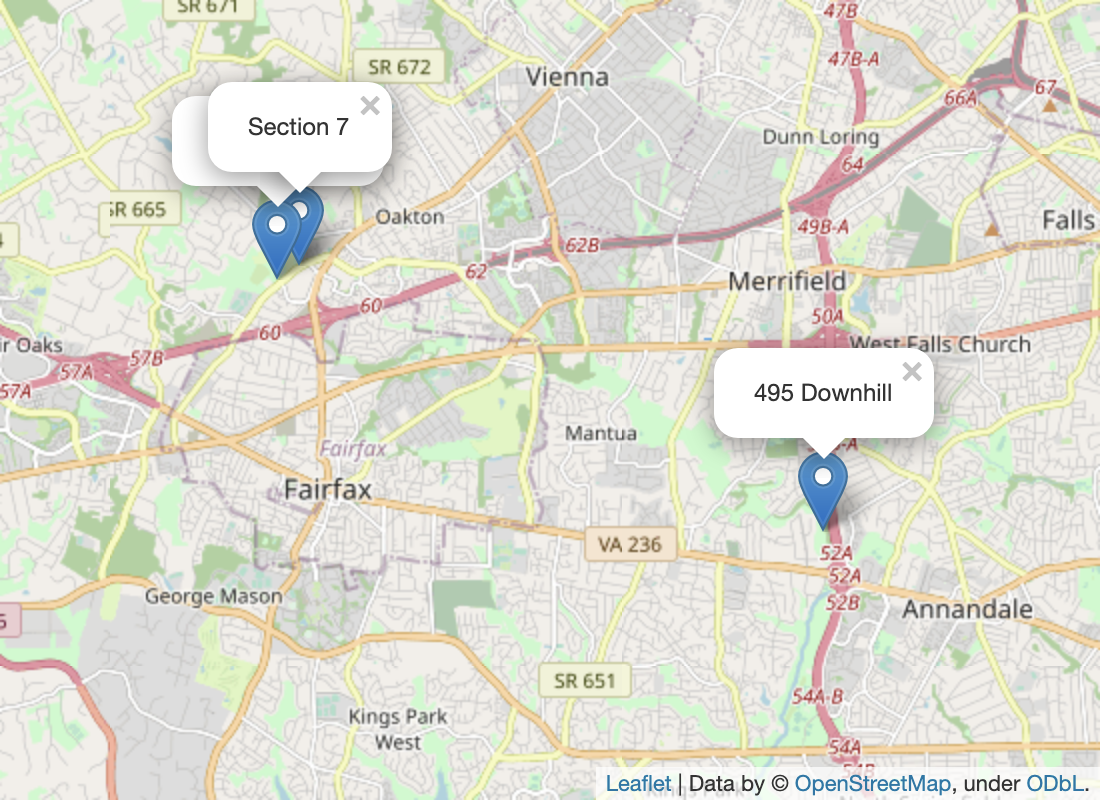 SR 671
47B
47B-A
SR 672
Vienna
67
66A
×
Section 7
Dunn Loring
64
SR 665
Oakton
Falls
49B-A
62B
62
Merrifield
60
50A
60
West Falls Church
57B
57A
57A
×
495 Downhill
Mantua
Fairfax
Fairfax
VA 236
52A
52A
52B
George Mason
Annandale
SR 651
54A-B
Kings Park
West
54A
Leaflet | Data by © OpenStreetMap, under ODbL.